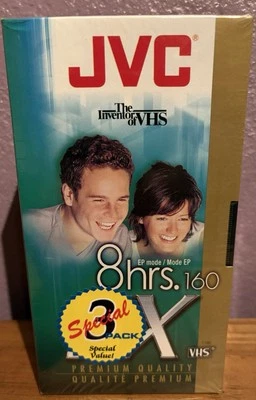 JVC®
The
Inventor
of VHS
EP mode / Mode EP
8hrs.160
Special
3 PACK
Special
Value!
X
VHS
PREMIUM QUALITY
QUALITÉ PREMIUM